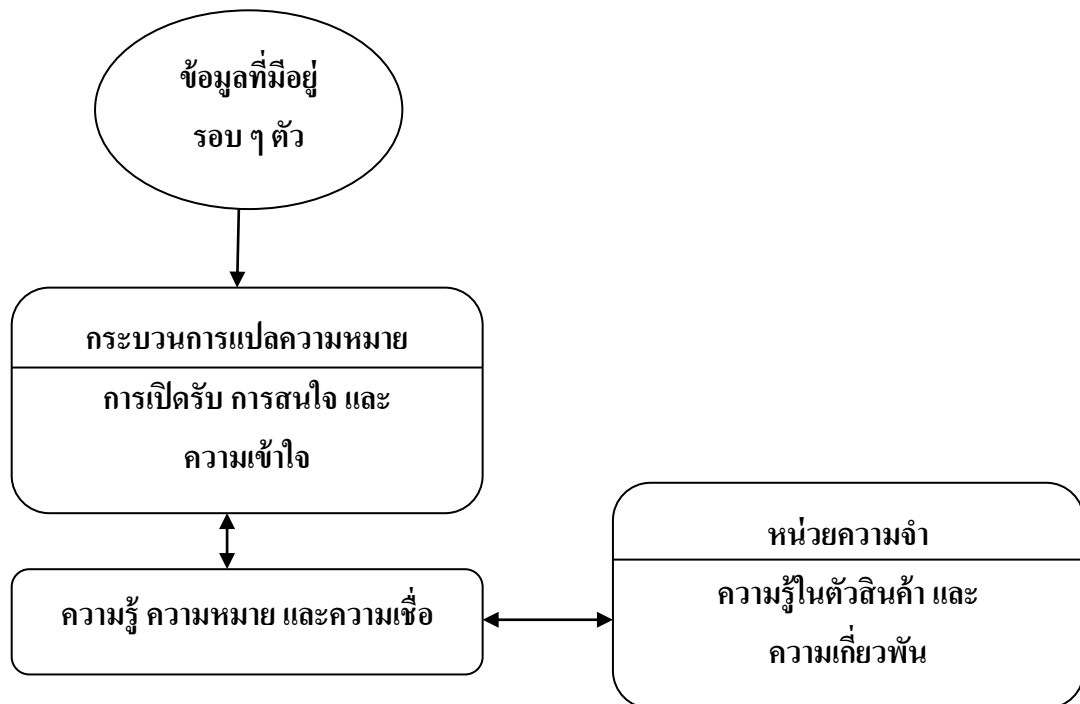 ข้อมูลที่มีอยู่
รอบ ๆ ตัว
กระบวนการแปลความหมาย
การเปิดรับ การสนใจ และ
ความเข้าใจ
ความรู้ ความหมาย และความเชื่อ
หน่วยความจำ
ความรู้ในตัวสินค้า และ
ความเกี่ยวพัน